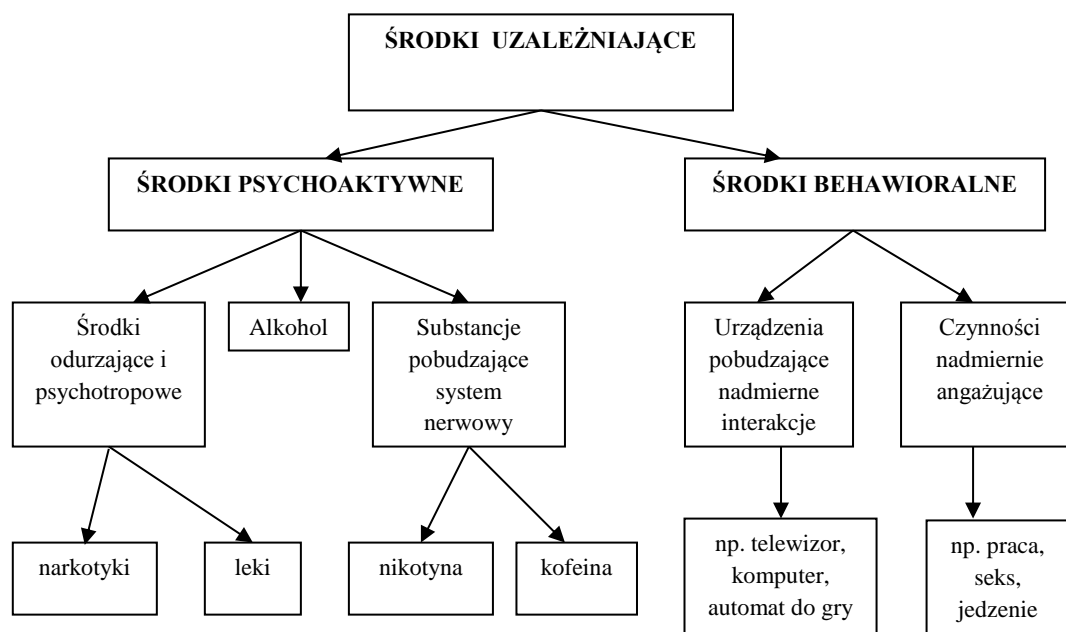 ŚRODKI UZALEŻNIAJĄCE
ŚRODKI PSYCHOAKTYWNE
ŚRODKI BEHAWIORALNE
Środki
odurzające i
psychotropowe
Alkohol
Substancje
pobudzające
system
nerwowy
Urządzenia
pobudzające
nadmierne
interakcje
Czynności
nadmiernie
angażujące
narkotyki
leki
nikotyna
kofeina
np. telewizor,
komputer,
automat do gry
np. praca,
seks,
jedzenie